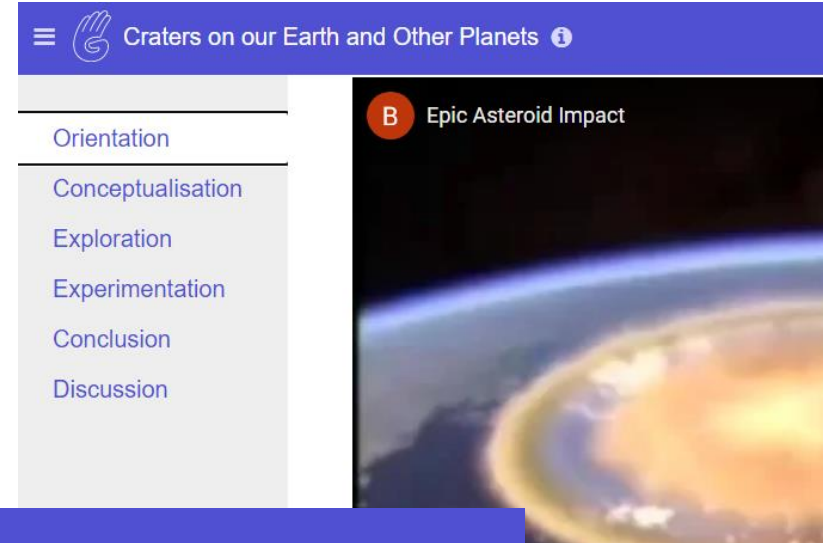 Craters on our Earth and Other Planets
B Epic Asteroid Impact
Orientation
Conceptualisation
Exploration
Experimentation
Conclusion
Discussion